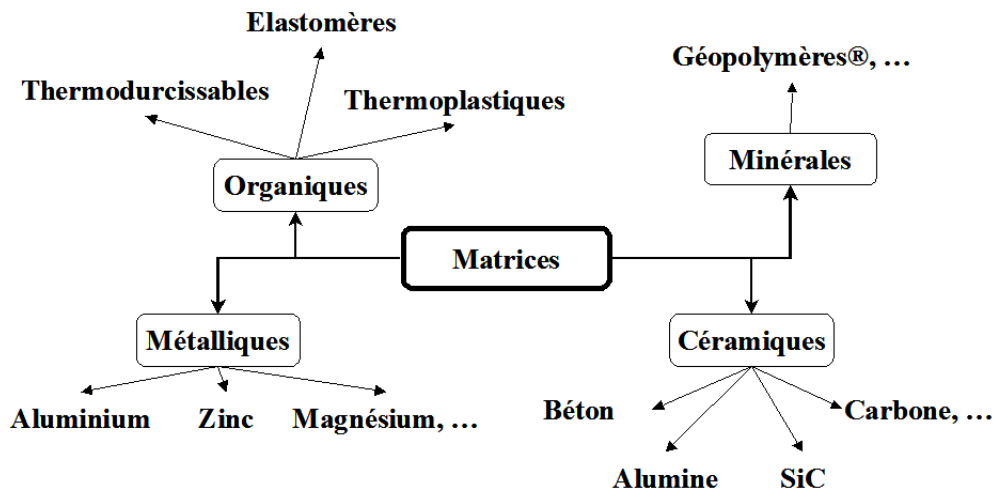 Elastomères
Géopolymères®, …
Thermodurcissables
Thermoplastiques
Organiques
Minérales
Matrices
Métalliques
Céramiques
Aluminium
Zinc
Magnésium, …
Béton
Carbone, …
Alumine
SiC